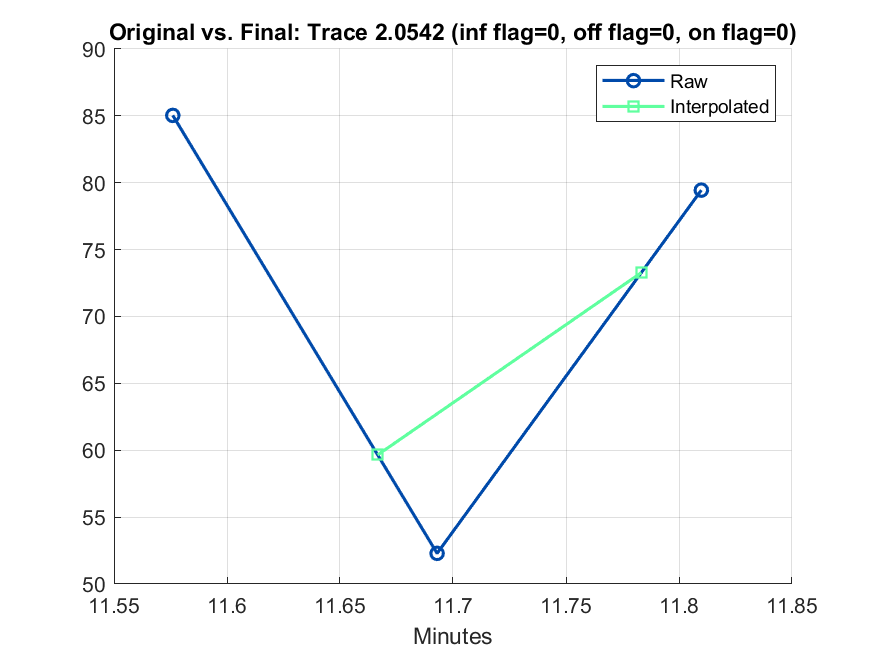 Original vs. Final: Trace 2.0542 (inf flag=0, off flag=0, on flag=0)
90
85
80
75
70
65
60
55
50
Raw
Interpolated
11.55 11.6 11.65 11.7 11.75 11.8 11.85
Minutes